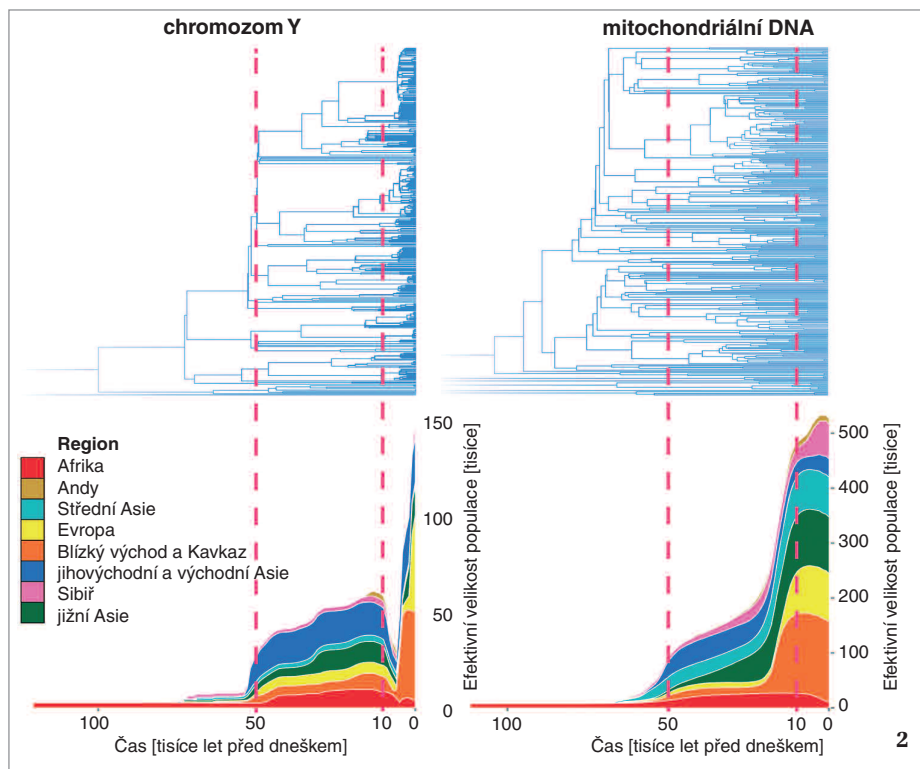 chromozom Y
mitochondriální DNA
Region
Afrika
Andy
Střední Asie
Evropa
Blízký východ a Kavkaz
jihovýchodní a východní Asie
Sibiř
jižní Asie
150
100
50
0
Efektivní velikost populace [tisíce]
100
50
10
0
Čas [tisíce let před dneškem]
500
400
300
200
100
0
Efektivní velikost populace [tisíce]
100
50
10
0
Čas [tisíce let před dneškem]
2